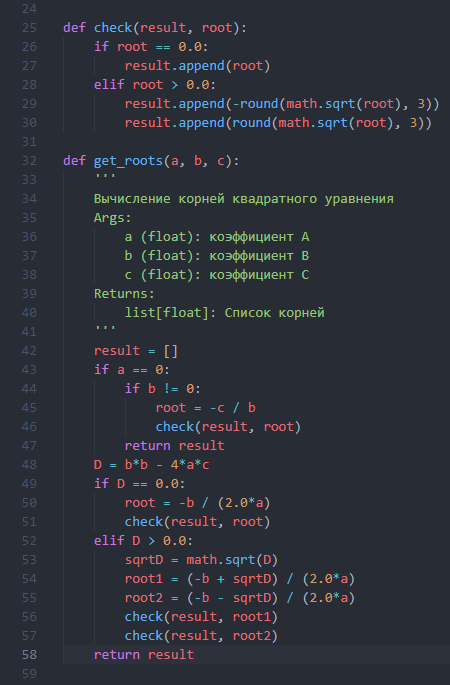 24
25 def check(result, root):
26     if root == 0.0:
27         result.append(root)
28     elif root > 0.0:
29         result.append(-round(math.sqrt(root), 3))
30         result.append(round(math.sqrt(root), 3))
31
32 def get_roots(a, b, c):
33     '''
34     Вычисление корней квадратного уравнения
35     Args:
36         a (float): коэффициент A
37         b (float): коэффициент B
38         c (float): коэффициент C
39     Returns:
40         list[float]: Список корней
41     '''
42     result = []
43     if a == 0:
44         if b != 0:
45             root = -c / b
46             check(result, root)
47         return result
48     D = b*b - 4*a*c
49     if D == 0.0:
50         root = -b / (2.0*a)
51         check(result, root)
52     elif D > 0.0:
53         sqrtD = math.sqrt(D)
54         root1 = (-b + sqrtD) / (2.0*a)
55         root2 = (-b - sqrtD) / (2.0*a)
56         check(result, root1)
57         check(result, root2)
58     return result
59